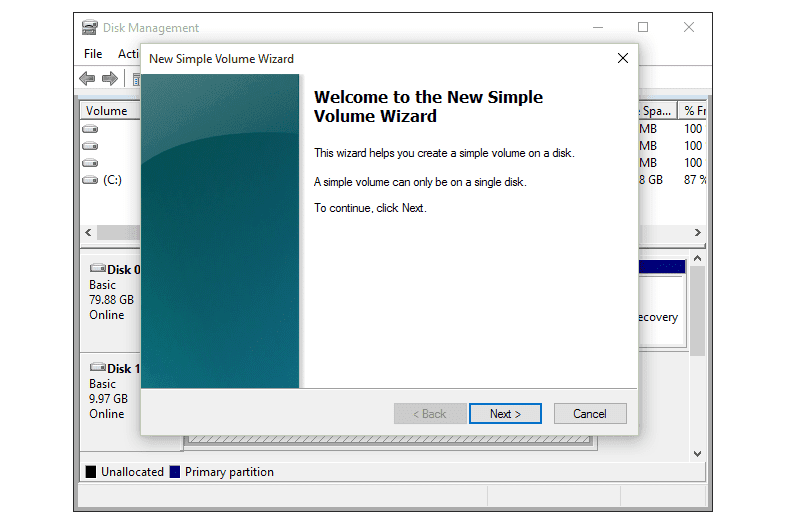 Disk Management
File
New Simple Volume Wizard
Welcome to the New Simple
Volume Wizard
This wizard helps you create a simple volume on a disk.
A simple volume can only be on a single disk.
To continue, click Next.
< Back Next > Cancel
Volume
% Fr
MB 100
MB 100
MB 100
(C:) 8 GB 87 %
Disk 0
Basic
79.88 GB
Online
Disk 1
Basic
9.97 GB
Online
Unallocated Primary partition